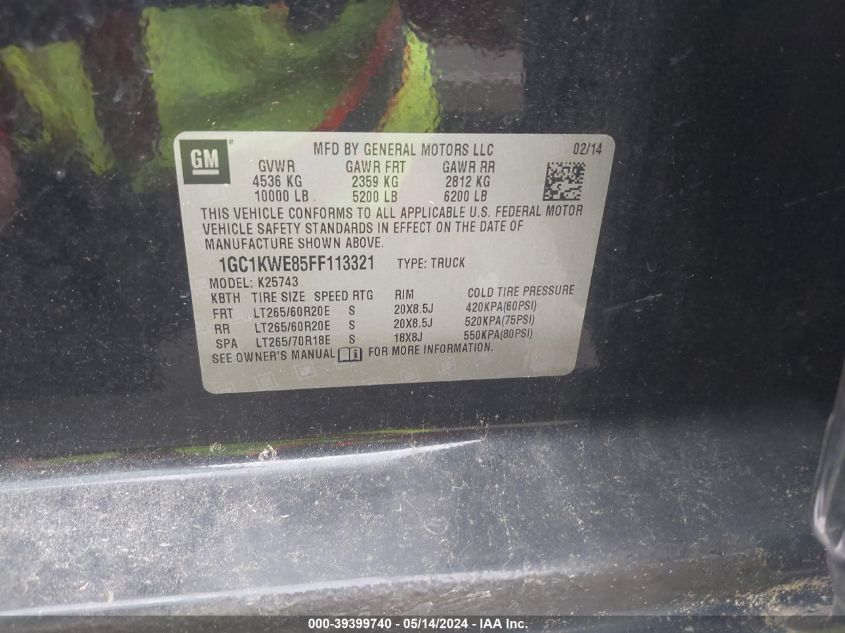 GM
MFD BY GENERAL MOTORS LLC 02/14
GVWR GAWR FRT GAWR RR
4536 KG 2359 KG 2812 KG
10000 LB 5200 LB 6200 LB
THIS VEHICLE CONFORMS TO ALL APPLICABLE U.S. FEDERAL MOTOR
VEHICLE SAFETY STANDARDS IN EFFECT ON THE DATE OF
MANUFACTURE SHOWN ABOVE.
1GC1KWE85FF113321 TYPE: TRUCK
MODEL: K25743
KBTH TIRE SIZE SPEED RTG RIM COLD TIRE PRESSURE
FRT LT265/60R20E S 20X8.5J 420KPA(60PSI)
RR LT265/60R20E S 20X8.5J 520KPA(75PSI)
SPA LT265/70R18E S 18X8J 550KPA(80PSI)
SEE OWNER'S MANUAL FOR MORE INFORMATION.
000-39399740 - 05/14/2024 - IAA Inc.